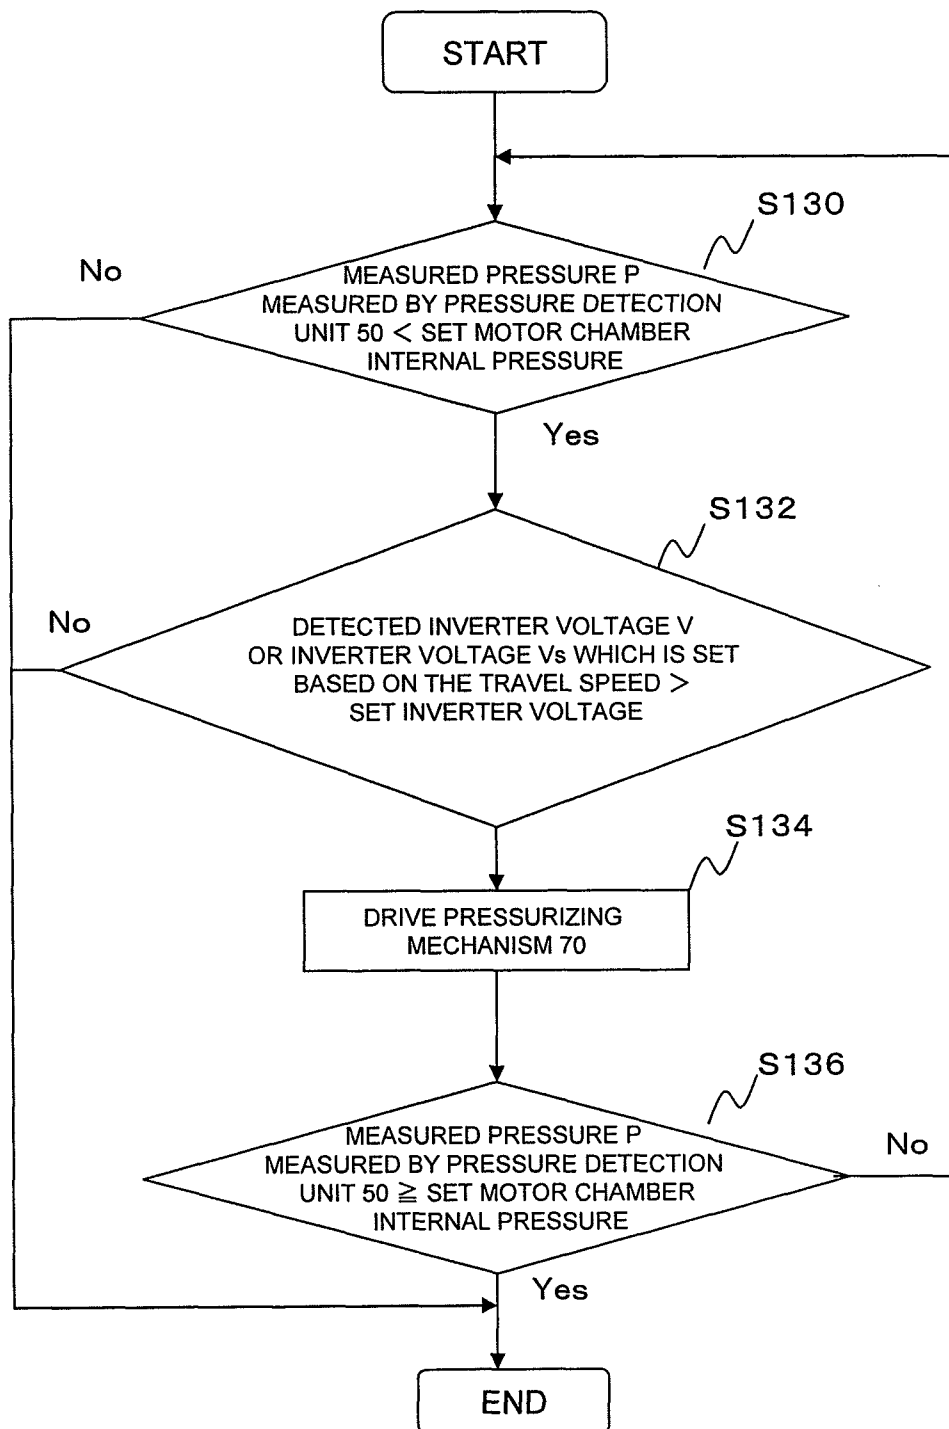 START
S130
No
MEASURED PRESSURE P
MEASURED BY PRESSURE DETECTION
UNIT 50 < SET MOTOR CHAMBER
INTERNAL PRESSURE
Yes
S132
No
DETECTED INVERTER VOLTAGE V
OR INVERTER VOLTAGE Vs WHICH IS SET
BASED ON THE TRAVEL SPEED >
SET INVERTER VOLTAGE
S134
DRIVE PRESSURIZING
MECHANISM 70
S136
MEASURED PRESSURE P
MEASURED BY PRESSURE DETECTION
UNIT 50 ≧ SET MOTOR CHAMBER
INTERNAL PRESSURE
No
Yes
END